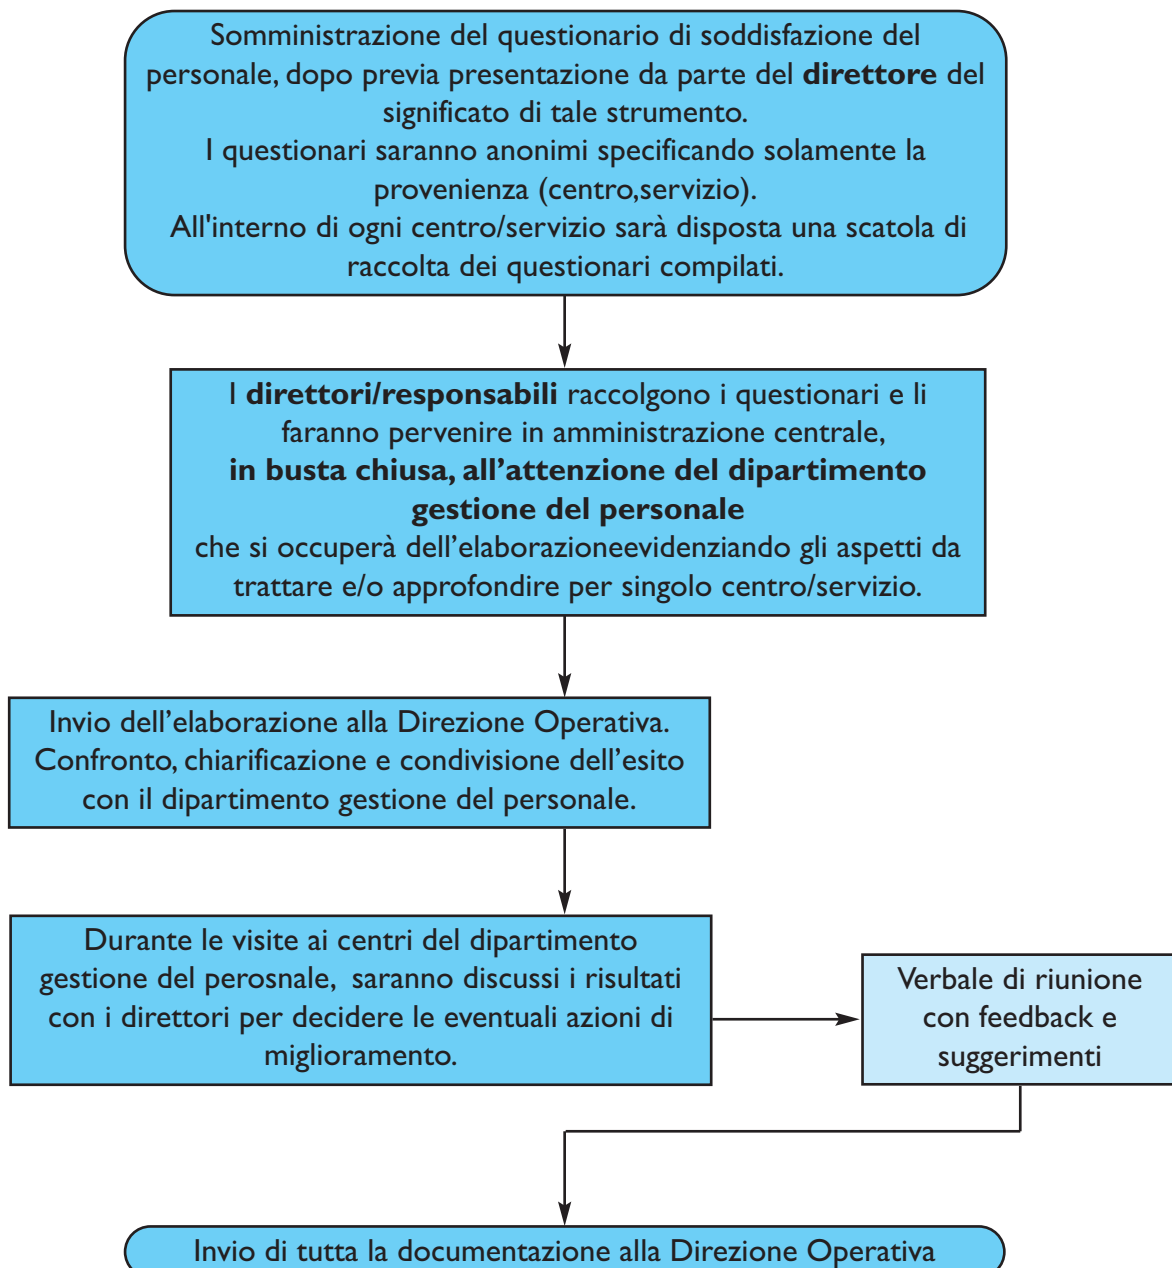 Somministrazione del questionario di soddisfazione del
personale, dopo previa presentazione da parte del direttore del
significato di tale strumento.
I questionari saranno anonimi specificando solamente la
provenienza (centro,servizio).
All'interno di ogni centro/servizio sarà disposta una scatola di
raccolta dei questionari compilati.
I direttori/responsabili raccolgono i questionari e li
faranno pervenire in amministrazione centrale,
in busta chiusa, all’attenzione del dipartimento
gestione del personale
che si occuperà dell’elaborazioneevidenziando gli aspetti da
trattare e/o approfondire per singolo centro/servizio.
Invio dell’elaborazione alla Direzione Operativa.
Confronto, chiarificazione e condivisione dell’esito
con il dipartimento gestione del personale.
Durante le visite ai centri del dipartimento
gestione del perosnale, saranno discussi i risultati
con i direttori per decidere le eventuali azioni di
miglioramento.
Verbale di riunione
con feedback e
suggerimenti
Invio di tutta la documentazione alla Direzione Operativa